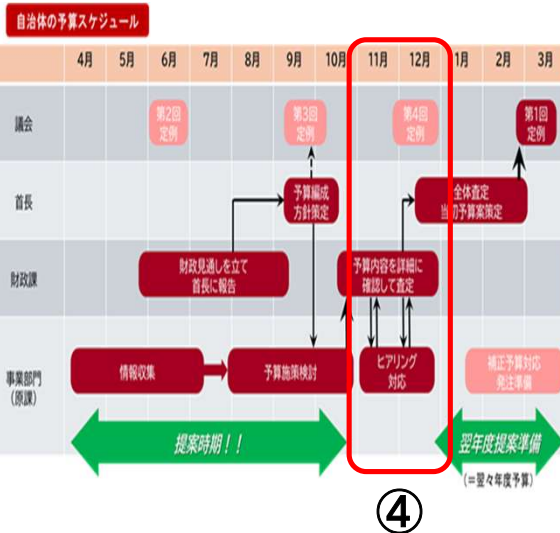 自治体の予算スケジュール
4月 5月 6月 7月 8月 9月 10月 11月 12月 1月 2月 3月
議会
第2回
定例
第3回
定例
第4回
定例
第1回
定例
首長
予算編成
方針策定
全体査定
当初予算案策定
財政課
財政見通しを立て
首長に報告
予算内容を詳細に
確認して査定
事業部門
(原課)
情報収集
予算施策検討
ヒアリング
対応
補正予算対応
発注準備
提案時期!!
翌年度提案準備
(=翌々年度予算)
④